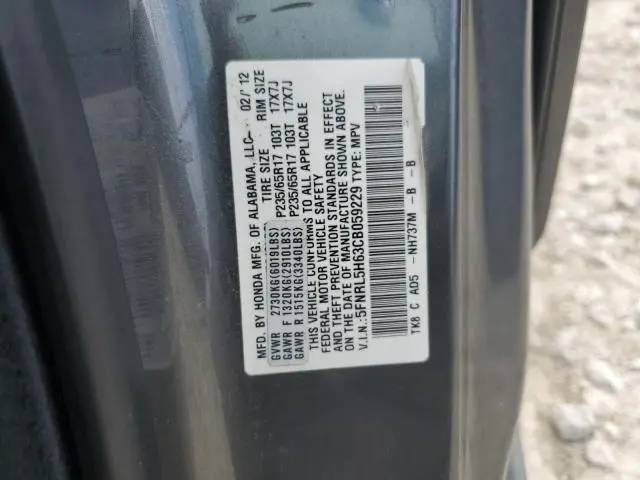 MFD. BY HONDA MFG. OF ALABAMA, LLC- 02/'12
TIRE SIZE RIM SIZE
GVWR 2730KG(6019LBS)
GAWR F 1320KG(2910LBS) P235/65R17 103T 17X7J
GAWR R 1515KG(3340LBS) P235/65R17 103T 17X7J
THIS VEHICLE CONFORMS TO ALL APPLICABLE
FEDERAL MOTOR VEHICLE SAFETY
AND THEFT PREVENTION STANDARDS IN EFFECT
ON THE DATE OF MANUFACTURE SHOWN ABOVE.
V.I.N.: 5FNRL5H63CB059229 TYPE: MPV
TK8 C AD5 -NH737M -B -B